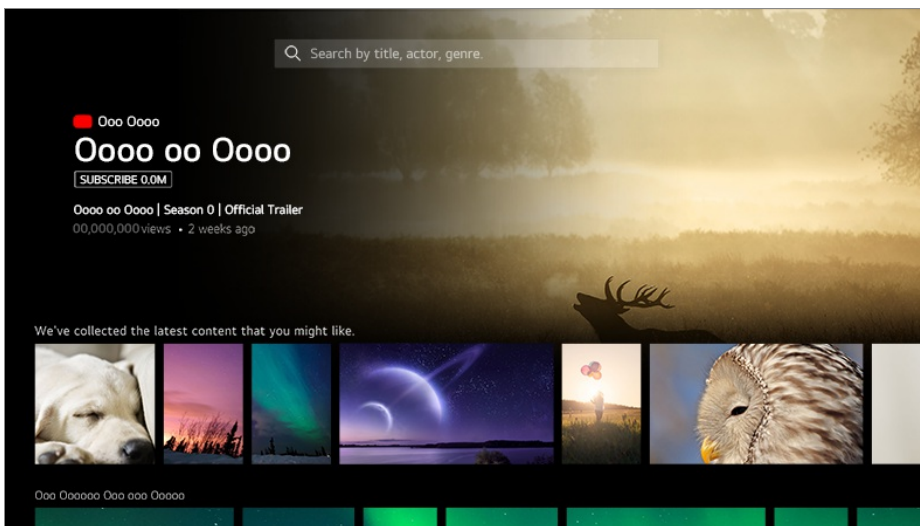 Search by title, actor, genre.
Ooo Oooo
Oooo oo Oooo
SUBSCRIBE 0.0M
Oooo oo Oooo | Season 0 | Official Trailer
00,000,000 views • 2 weeks ago
We've collected the latest content that you might like.
Ooo Oooooo Ooo ooo Ooooo